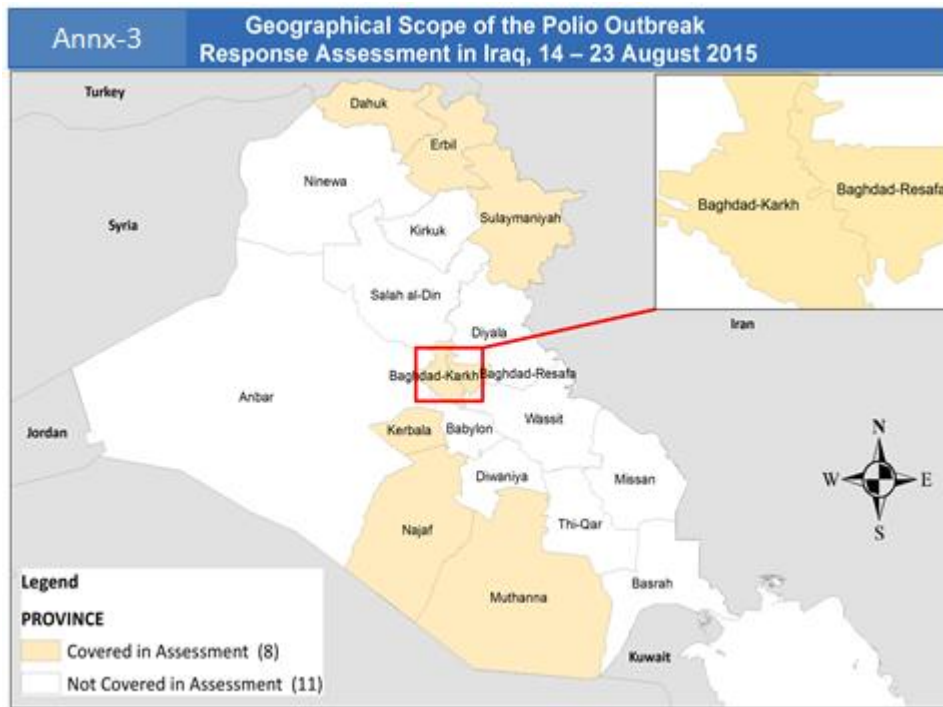 Annx-3
Geographical Scope of the Polio Outbreak
Response Assessment in Iraq, 14 – 23 August 2015
Turkey
Dahuk
Erbil
Ninewa
Sulaymaniyah
Kirkuk
Syria
Salah al-Din
Diyala
Iran
Baghdad-Karkh
Baghdad-Resafa
Baghdad-Karkh
Baghdad-Resafa
Anbar
Jordan
Kerbala
Babylon
Wassit
Diwaniya
Missan
Najaf
Thi-Qar
Muthanna
Basrah
Kuwait
N
W
E
S
Legend
PROVINCE
Covered in Assessment (8)
Not Covered in Assessment (11)